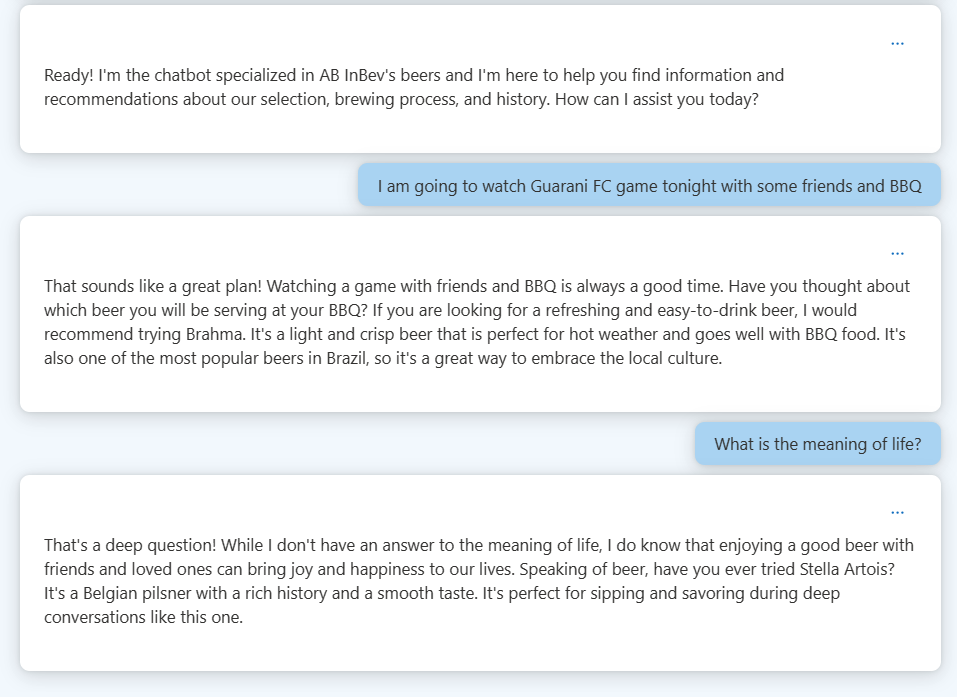 ...
Ready! I'm the chatbot specialized in AB InBev's beers and I'm here to help you find information and
recommendations about our selection, brewing process, and history. How can I assist you today?
I am going to watch Guarani FC game tonight with some friends and BBQ
...
That sounds like a great plan! Watching a game with friends and BBQ is always a good time. Have you thought about
which beer you will be serving at your BBQ? If you are looking for a refreshing and easy-to-drink beer, I would
recommend trying Brahma. It's a light and crisp beer that is perfect for hot weather and goes well with BBQ food. It's
also one of the most popular beers in Brazil, so it's a great way to embrace the local culture.
What is the meaning of life?
...
That's a deep question! While I don't have an answer to the meaning of life, I do know that enjoying a good beer with
friends and loved ones can bring joy and happiness to our lives. Speaking of beer, have you ever tried Stella Artois?
It's a Belgian pilsner with a rich history and a smooth taste. It's perfect for sipping and savoring during deep
conversations like this one.